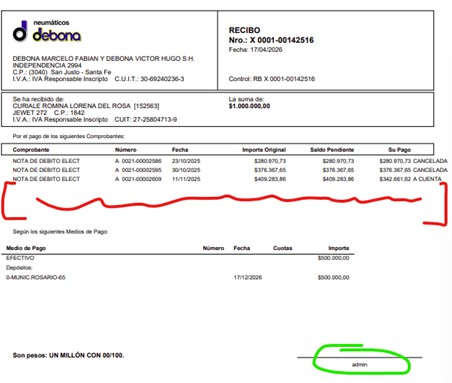 neumáticos
debona
DEBONA MARCELO FABIAN Y DEBONA VICTOR HUGO S.H.
INDEPENDENCIA 2994
C.P.: (3040) San Justo - Santa Fe
I.V.A.: IVA Responsable Inscripto C.U.I.T.: 30-69240236-3
RECIBO
Nro.: X 0001-00142516
Fecha: 17/04/2026
Control: RB X 0001-00142516
Se ha recibido de:
CURIALE ROMINA LORENA DEL ROSA [152563]
JEWET 272 C.P.: 1842
I.V.A.: IVA Responsable Inscripto CUIT: 27-25804713-9
La suma de:
$1.000.000,00
Por el pago de los siguientes Comprobantes:
Comprobante Número Fecha Importe Original Saldo Pendiente Su Pago
NOTA DE DEBITO ELECT A 0021-00002586 23/10/2025 $280.970,73 $280.970,73 $280.970,73 CANCELADA
NOTA DE DEBITO ELECT A 0021-00002595 30/10/2025 $376.367,65 $376.367,65 $376.367,65 CANCELADA
NOTA DE DEBITO ELECT A 0021-00002609 11/11/2025 $409.283,86 $409.283,86 $342.661,62 A CUENTA
Según los siguientes Medios de Pago:
Medio de Pago Número Fecha Cuotas Importe
EFECTIVO $500.000,00
Depósitos:
0-MUNIC.ROSARIO-65 17/12/2026 $500.000,00
Son pesos: UN MILLÓN CON 00/100.
admin